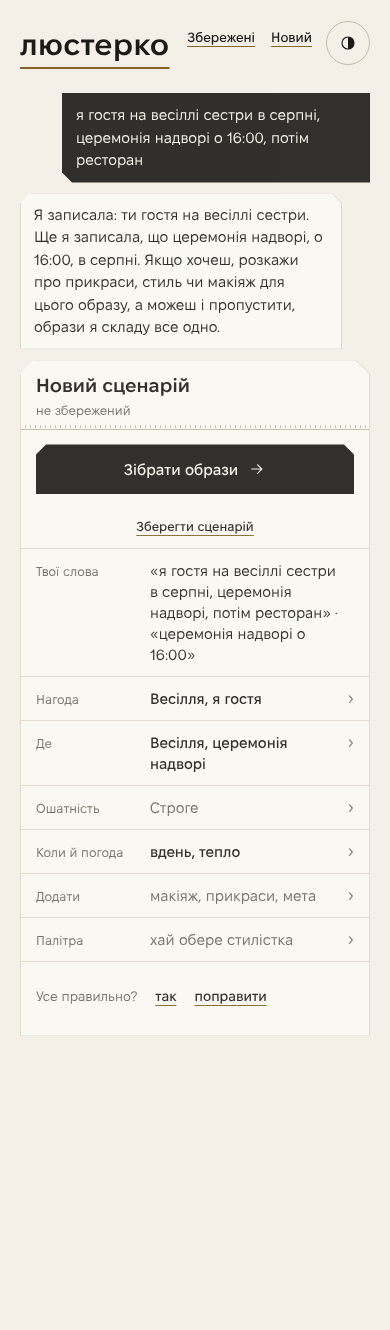 люстерко
Збережені
Новий
я гостя на весіллі сестри в серпні,
церемонія надворі о 16:00, потім
ресторан
Я записала: ти гостя на весіллі сестри.
Ще я записала, що церемонія надворі, о
16:00, в серпні. Якщо хочеш, розкажи
про прикраси, стиль чи макіяж для
цього образу, а можеш і пропустити,
образи я складу все одно.
Новий сценарій
не збережений
Зібрати образи →
Зберегти сценарій
Твої слова
«я гостя на весіллі сестри
в серпні, церемонія
надворі, потім ресторан» ·
«церемонія надворі о
16:00»
Нагода
Весілля, я гостя
Де
Весілля, церемонія
надворі
Ошатність
Строге
Коли й погода
вдень, тепло
Додати
макіяж, прикраси, мета
Палітра
хай обере стилістка
Усе правильно? так поправити